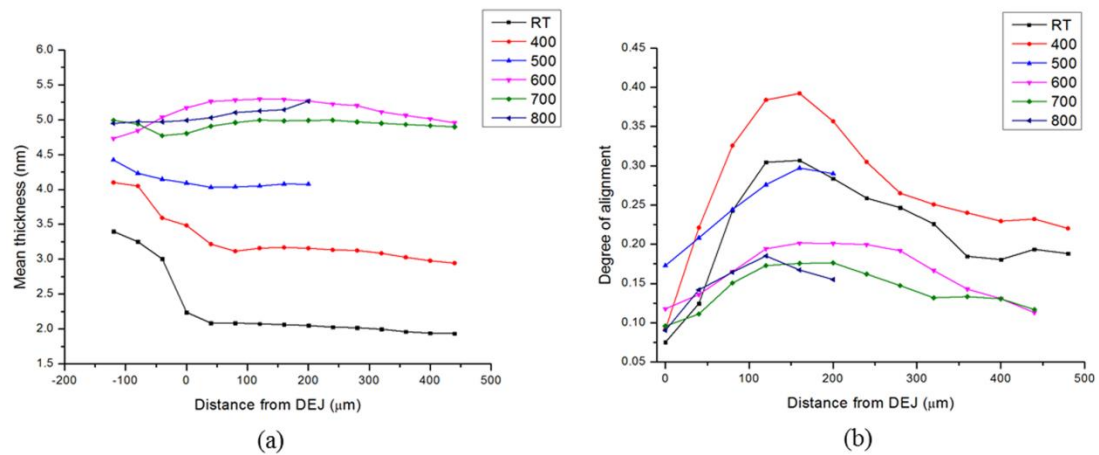 RT
400
500
600
700
800
6.0
5.5
5.0
4.5
4.0
3.5
3.0
2.5
2.0
1.5
Mean thickness (nm)
-200 -100 0 100 200 300 400 500
Distance from DEJ (μm)
(a)
RT
400
500
600
700
800
0.45
0.40
0.35
0.30
0.25
0.20
0.15
0.10
0.05
Degree of alignment
0 100 200 300 400 500
Distance from DEJ (μm)
(b)